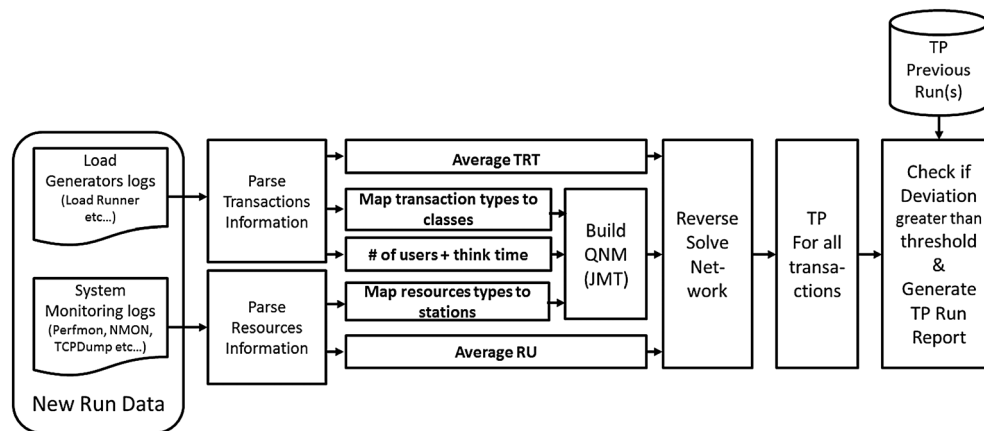 TP
Previous
Run(s)
Load
Generators logs
(Load Runner
etc...)
System
Monitoring logs
(Perfmon, NMON,
TCPDump etc...)
New Run Data
Parse
Transactions
Information
Parse
Resources
Information
Average TRT
Map transaction types to
classes
# of users + think time
Map resources types to
stations
Average RU
Build
QNM
(JMT)
Reverse
Solve
Net-
work
TP
For all
transa-
ctions
Check if
Deviation
greater than
threshold
&
Generate
TP Run
Report